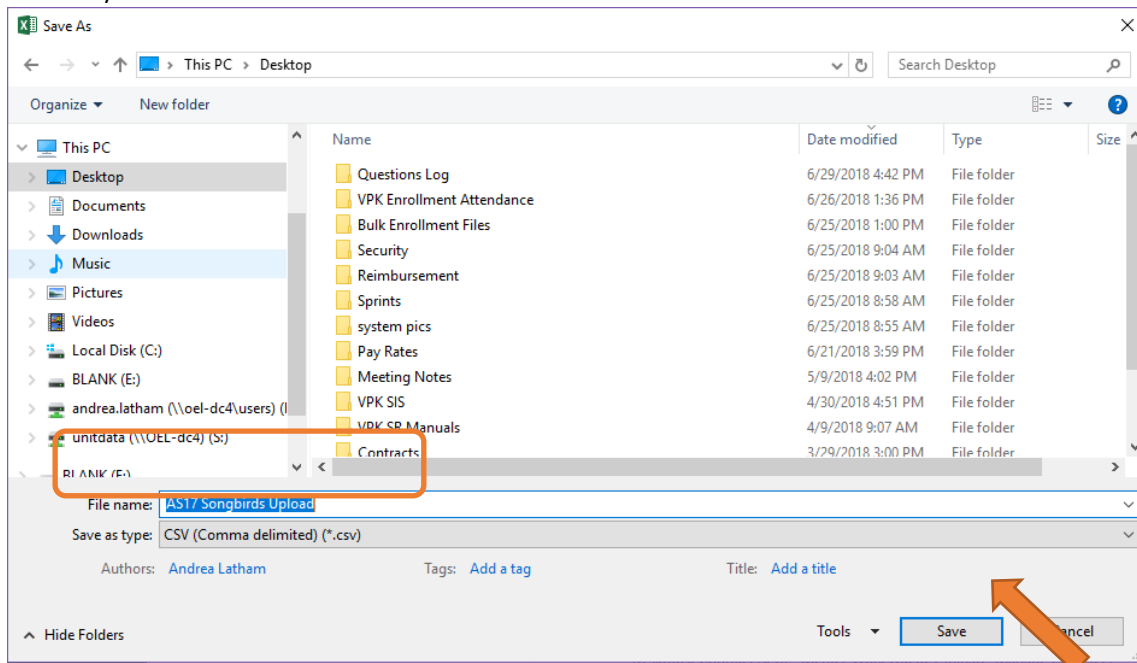 Save As
This PC > Desktop
Search Desktop
Organize New folder
Name Date modified Type Size
This PC
Desktop
Documents
Downloads
Music
Pictures
Videos
Local Disk (C:)
BLANK (E:)
andrea.latham (\\oel-dc4\users) (
unitdata (\\OEL-dc4) (S:)
BLANK (E:)
Questions Log 6/29/2018 4:42 PM File folder
VPK Enrollment Attendance 6/26/2018 1:36 PM File folder
Bulk Enrollment Files 6/25/2018 1:00 PM File folder
Security 6/25/2018 9:04 AM File folder
Reimbursement 6/25/2018 9:03 AM File folder
Sprints 6/25/2018 8:58 AM File folder
system pics 6/25/2018 8:55 AM File folder
Pay Rates 6/21/2018 3:59 PM File folder
Meeting Notes 5/9/2018 4:02 PM File folder
VPK SIS 4/30/2018 4:51 PM File folder
VPK SR Manuals 4/9/2018 9:07 AM File folder
Contracts 3/29/2018 3:00 PM File folder
File name: AS17 Songbirds Upload
Save as type: CSV (Comma delimited) (*.csv)
Authors: Andrea Latham Tags: Add a tag Title: Add a title
Hide Folders Tools Save Cancel